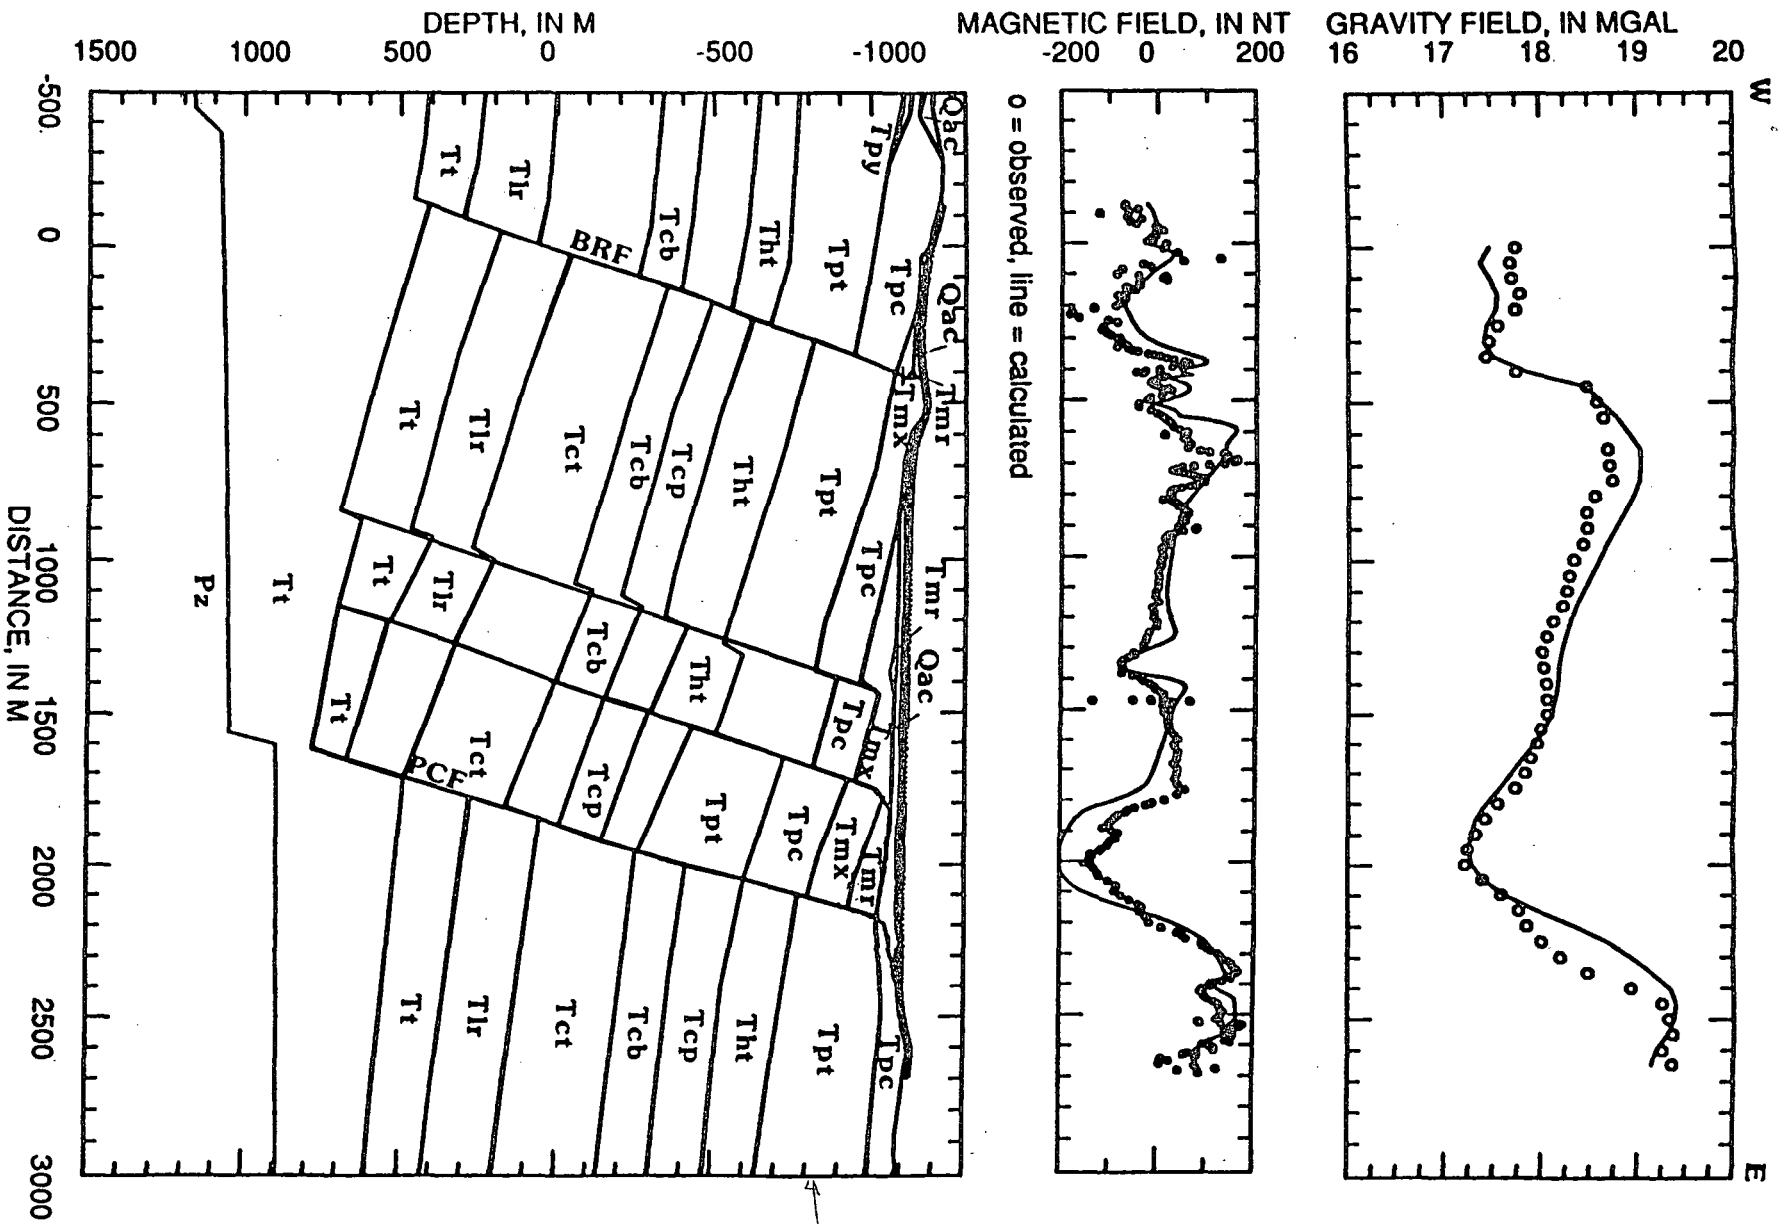 W
E
GRAVITY FIELD, IN MGAL
16 17 18 19 20
MAGNETIC FIELD, IN NT
-200 0 200
o = observed, line = calculated
DEPTH, IN M
1500 1000 500 0 -500 -1000
-500
0
500
1000
1500
2000
2500
3000
DISTANCE, IN M
Qac
Tpy
Tt
Tlr
Tcb
Tht
Tpt
Tpc
Qac
BRF
Tmx
Tmr
Tt
Tlr
Tct
Tcb
Tcp
Tht
Tpt
Tpc
Tmr
Qac
Tt
Tlr
Tcb
Tht
Tpc
Tmx
Pz
Tt
Tt
Tct
PCF
Tcp
Tpt
Tpc
Tmx
Tmr
Tt
Tlr
Tct
Tcb
Tcp
Tht
Tpt
Tpc